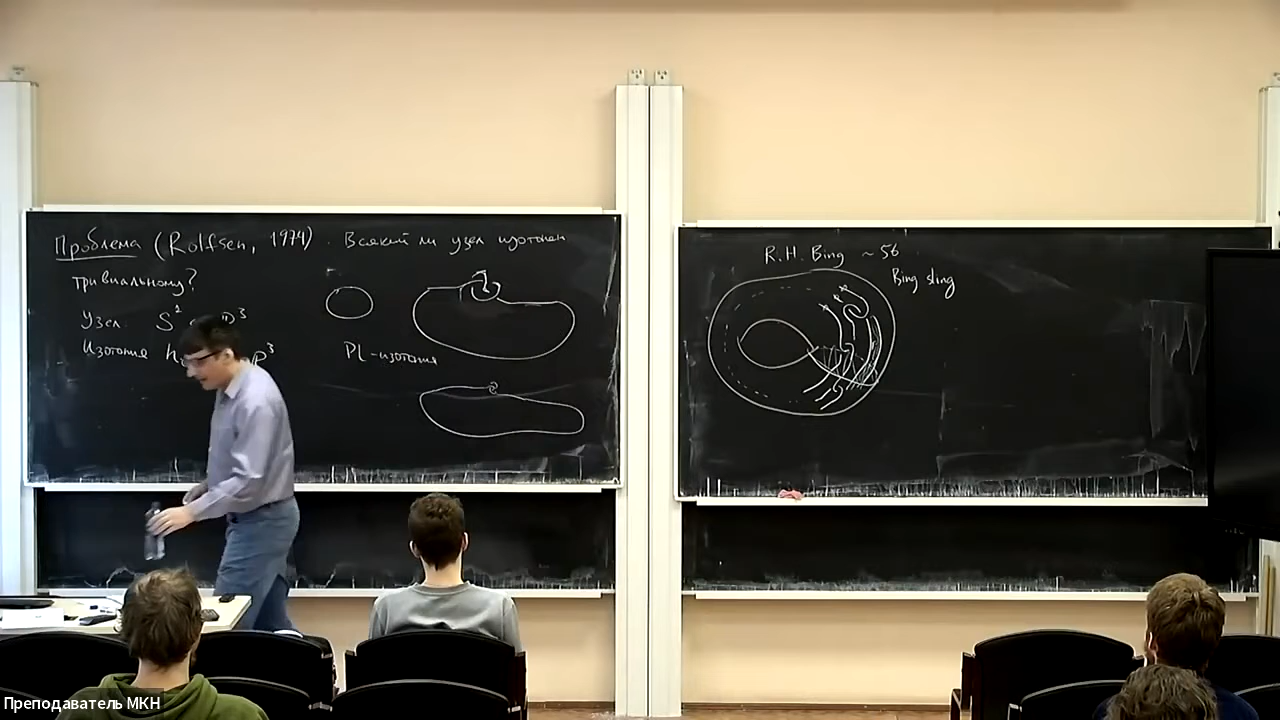 Проблема (Rolfsen, 1974). Всякий ли узел изотопен
тривиальному?
Узел: S
Изотопия
PL-изотопия
R.H. Bing ~ 56
Bing sling
Преподаватель МКН